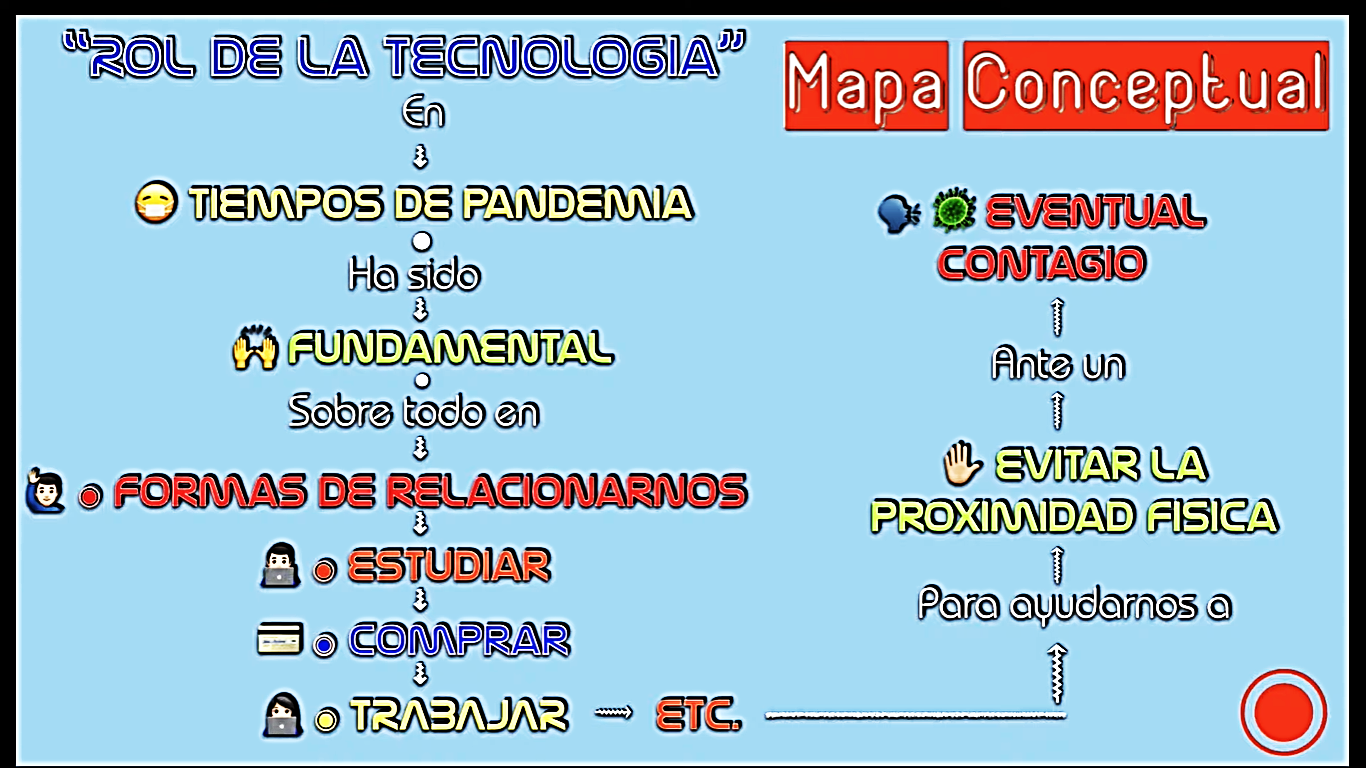 “ROL DE LA TECNOLOGIA”
Mapa Conceptual
En
TIEMPOS DE PANDEMIA
Ha sido
FUNDAMENTAL
Sobre todo en
FORMAS DE RELACIONARNOS
ESTUDIAR
COMPRAR
TRABAJAR
ETC.
Para ayudarnos a
EVITAR LA
PROXIMIDAD FISICA
Ante un
EVENTUAL
CONTAGIO